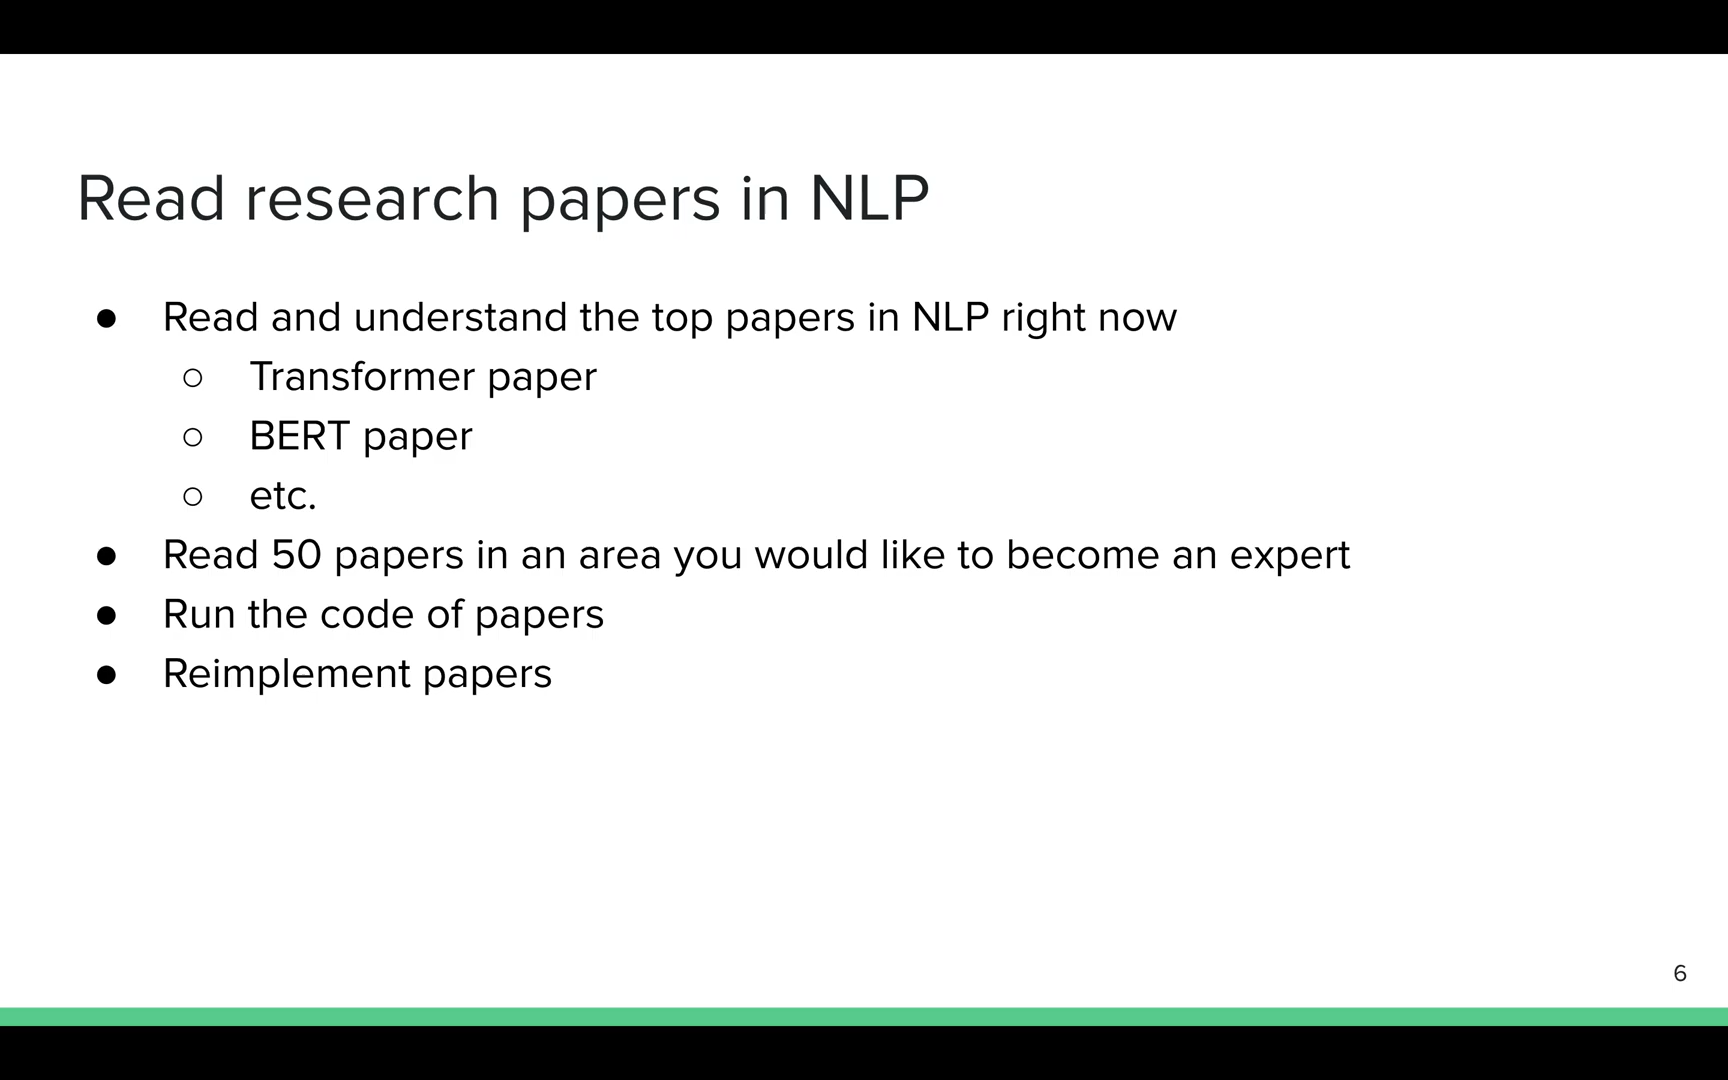 Read research papers in NLP
● Read and understand the top papers in NLP right now
○ Transformer paper
○ BERT paper
○ etc.
● Read 50 papers in an area you would like to become an expert
● Run the code of papers
● Reimplement papers
6